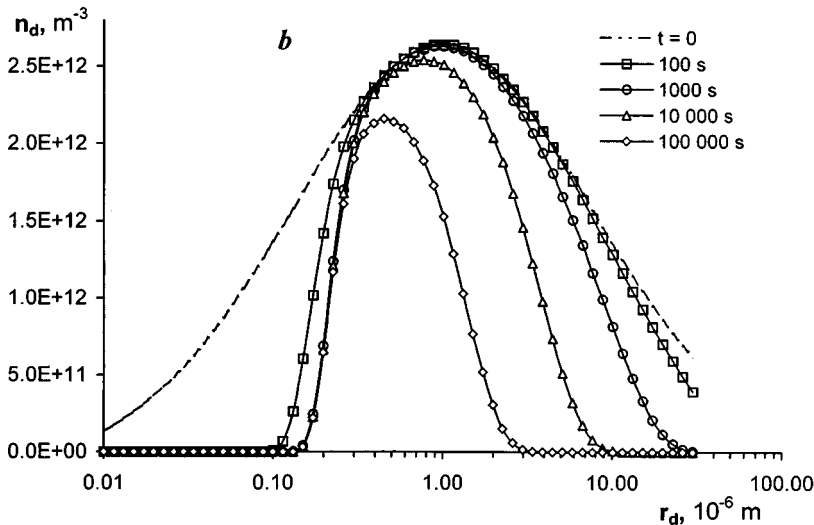 n_d, m⁻³
b
t = 0
100 s
1000 s
10 000 s
100 000 s
2.5E+12
2.0E+12
1.5E+12
1.0E+12
5.0E+11
0.0E+00
0.01 0.10 1.00 10.00 100.00
r_d, 10⁻⁶ m